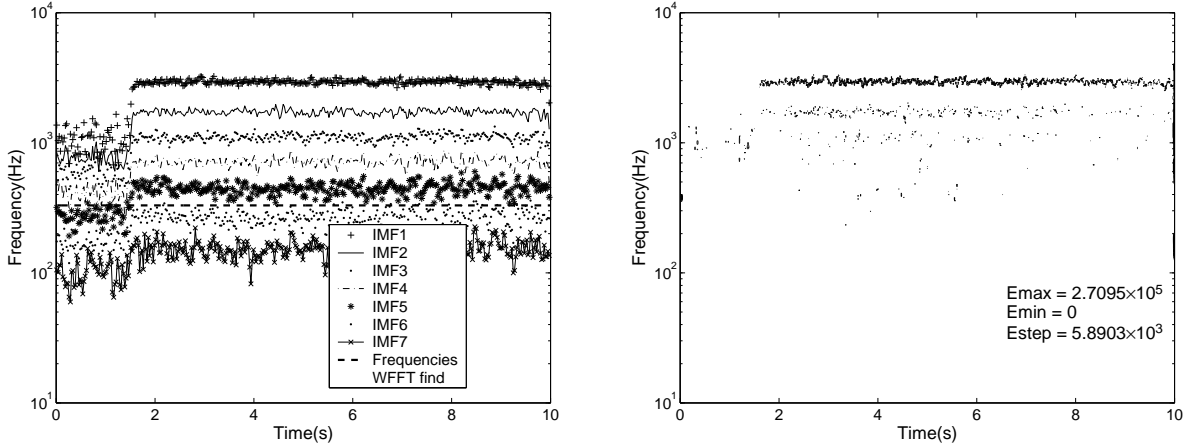 10^4
10^3
10^2
10^1
Frequency(Hz)
0 2 4 6 8 10
Time(s)
IMF1
IMF2
IMF3
IMF4
IMF5
IMF6
IMF7
Frequencies
WFFT find
10^4
10^3
10^2
10^1
Frequency(Hz)
0 2 4 6 8 10
Time(s)
Emax = 2.7095×10^5
Emin = 0
Estep = 5.8903×10^3